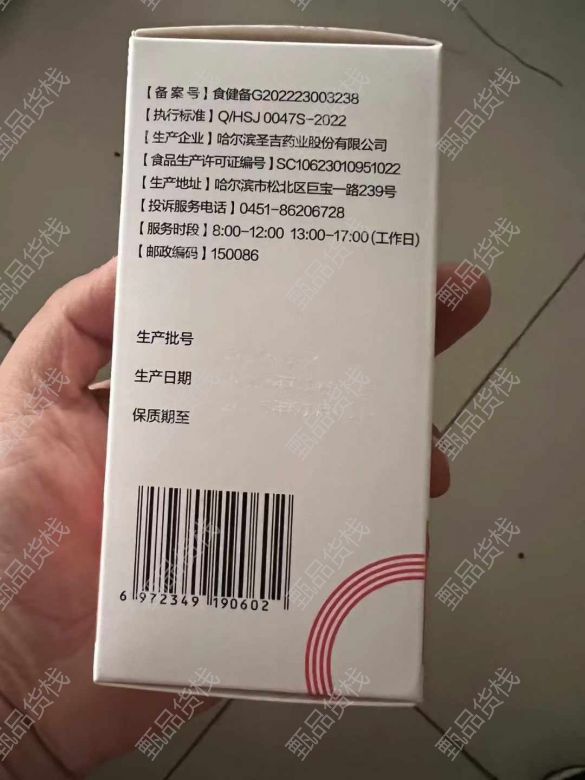 【备案号】食健备G202223003238
【执行标准】Q/HSJ 0047S-2022
【生产企业】哈尔滨圣吉药业股份有限公司
【食品生产许可证编号】SC10623010951022
【生产地址】哈尔滨市松北区巨宝一路239号
【投诉服务电话】0451-86206728
【服务时段】8:00-12:00 13:00-17:00(工作日)
【邮政编码】150086
生产批号
生产日期
保质期至
6 972349 190602
甄品货栈